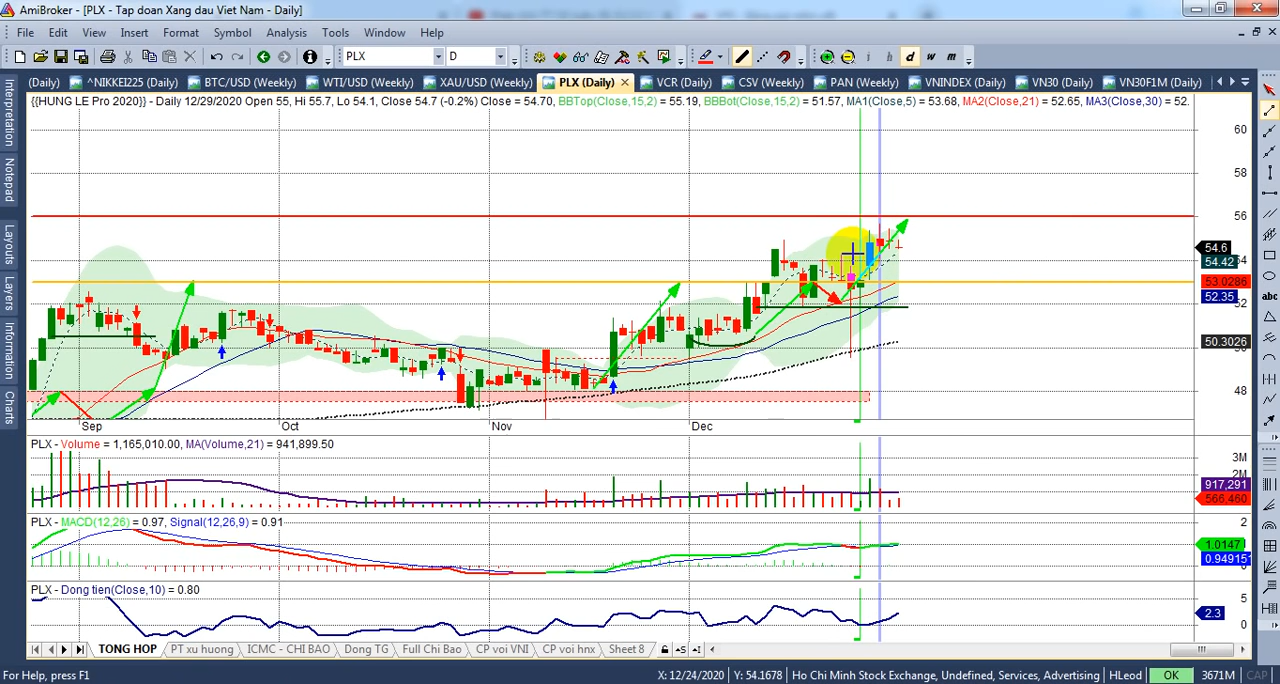 AmiBroker - [PLX - Tap doan Xang dau Viet Nam - Daily]
File Edit View Insert Format Symbol Analysis Tools Window Help
PLX D i h d w m
(Daily) ^NIKKEI225 (Daily) BTC/USD (Weekly) WTI/USD (Weekly) XAU/USD (Weekly) PLX (Daily) VCR (Daily) CSV (Weekly) PAN (Weekly) VNINDEX (Daily) VN30 (Daily) VN30F1M (Daily)
{{HUNG LE Pro 2020}} - Daily 12/29/2020 Open 55, Hi 55.7, Lo 54.1, Close 54.7 (-0.2%) Close = 54.70, BBTop(Close,15,2) = 55.19, BBBot(Close,15,2) = 51.57, MA1(Close,5) = 53.68, MA2(Close,21) = 52.65, MA3(Close,30) = 52.
Interpretation
Notepad
Layouts
Layers
Information
Charts
60
58
56
54.6
54
54.42
53.0286
52.35
52
50.3026
50
48
Sep Oct Nov Dec
PLX - Volume = 1,165,010.00, MA(Volume,21) = 941,899.50
3M
2M
917,291
566,460
PLX - MACD(12,26) = 0.97, Signal(12,26,9) = 0.91
2
1.0147
0.94915
0
PLX - Dong tien(Close,10) = 0.80
5
2.3
0
TONG HOP PT xu huong ICMC - CHI BAO Dong TG Full Chi Bao CP voi VNI CP voi hnx Sheet 8
abc
For Help, press F1 X: 12/24/2020 Y: 54.1678 Ho Chi Minh Stock Exchange, Undefined, Services, Advertising HLeod OK 3671M CAP